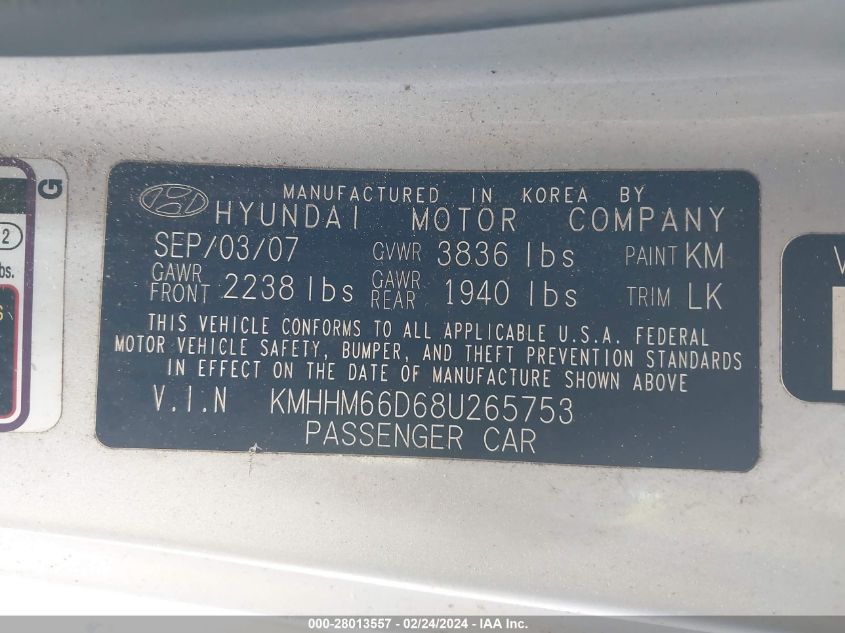 MANUFACTURED IN KOREA BY
HYUNDAI MOTOR COMPANY
SEP/03/07 GVWR 3836 lbs PAINT KM
GAWR FRONT 2238 lbs GAWR REAR 1940 lbs TRIM LK
THIS VEHICLE CONFORMS TO ALL APPLICABLE U.S.A. FEDERAL
MOTOR VEHICLE SAFETY, BUMPER, AND THEFT PREVENTION STANDARDS
IN EFFECT ON THE DATE OF MANUFACTURE SHOWN ABOVE
V.I.N KMHHM66D68U265753
PASSENGER CAR
G
2
bs.
S
V
000-28013557 - 02/24/2024 - IAA Inc.